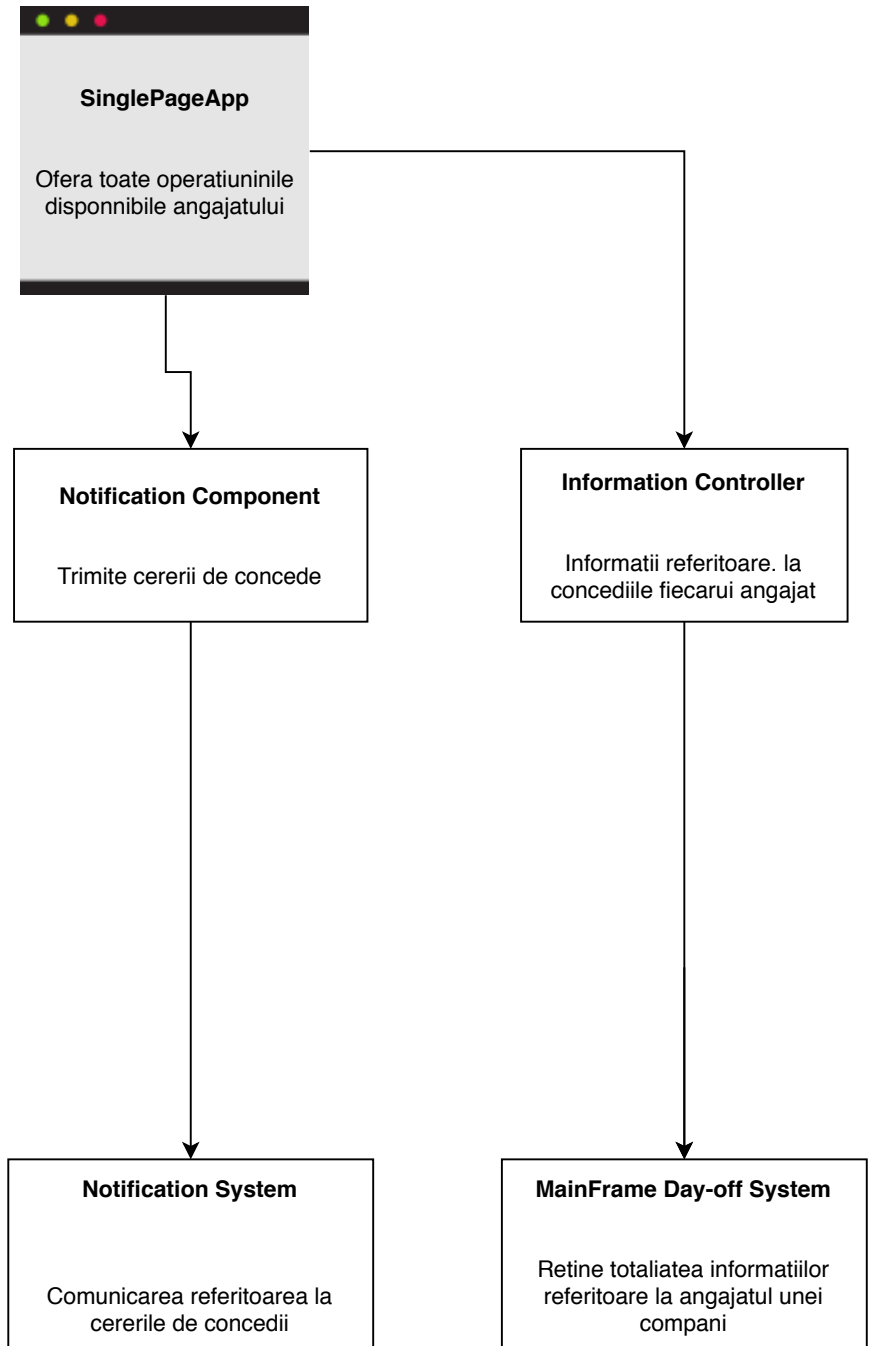 SinglePageApp
Ofera toate operatiuninile
disponnibile angajatului
Notification Component
Trimite cererii de concede
Information Controller
Informatii referitoare. la
concediile fiecarui angajat
Notification System
Comunicarea referitoarea la
cererile de concedii
MainFrame Day-off System
Retine totaliatea informatiilor
referitoare la angajatul unei
compani